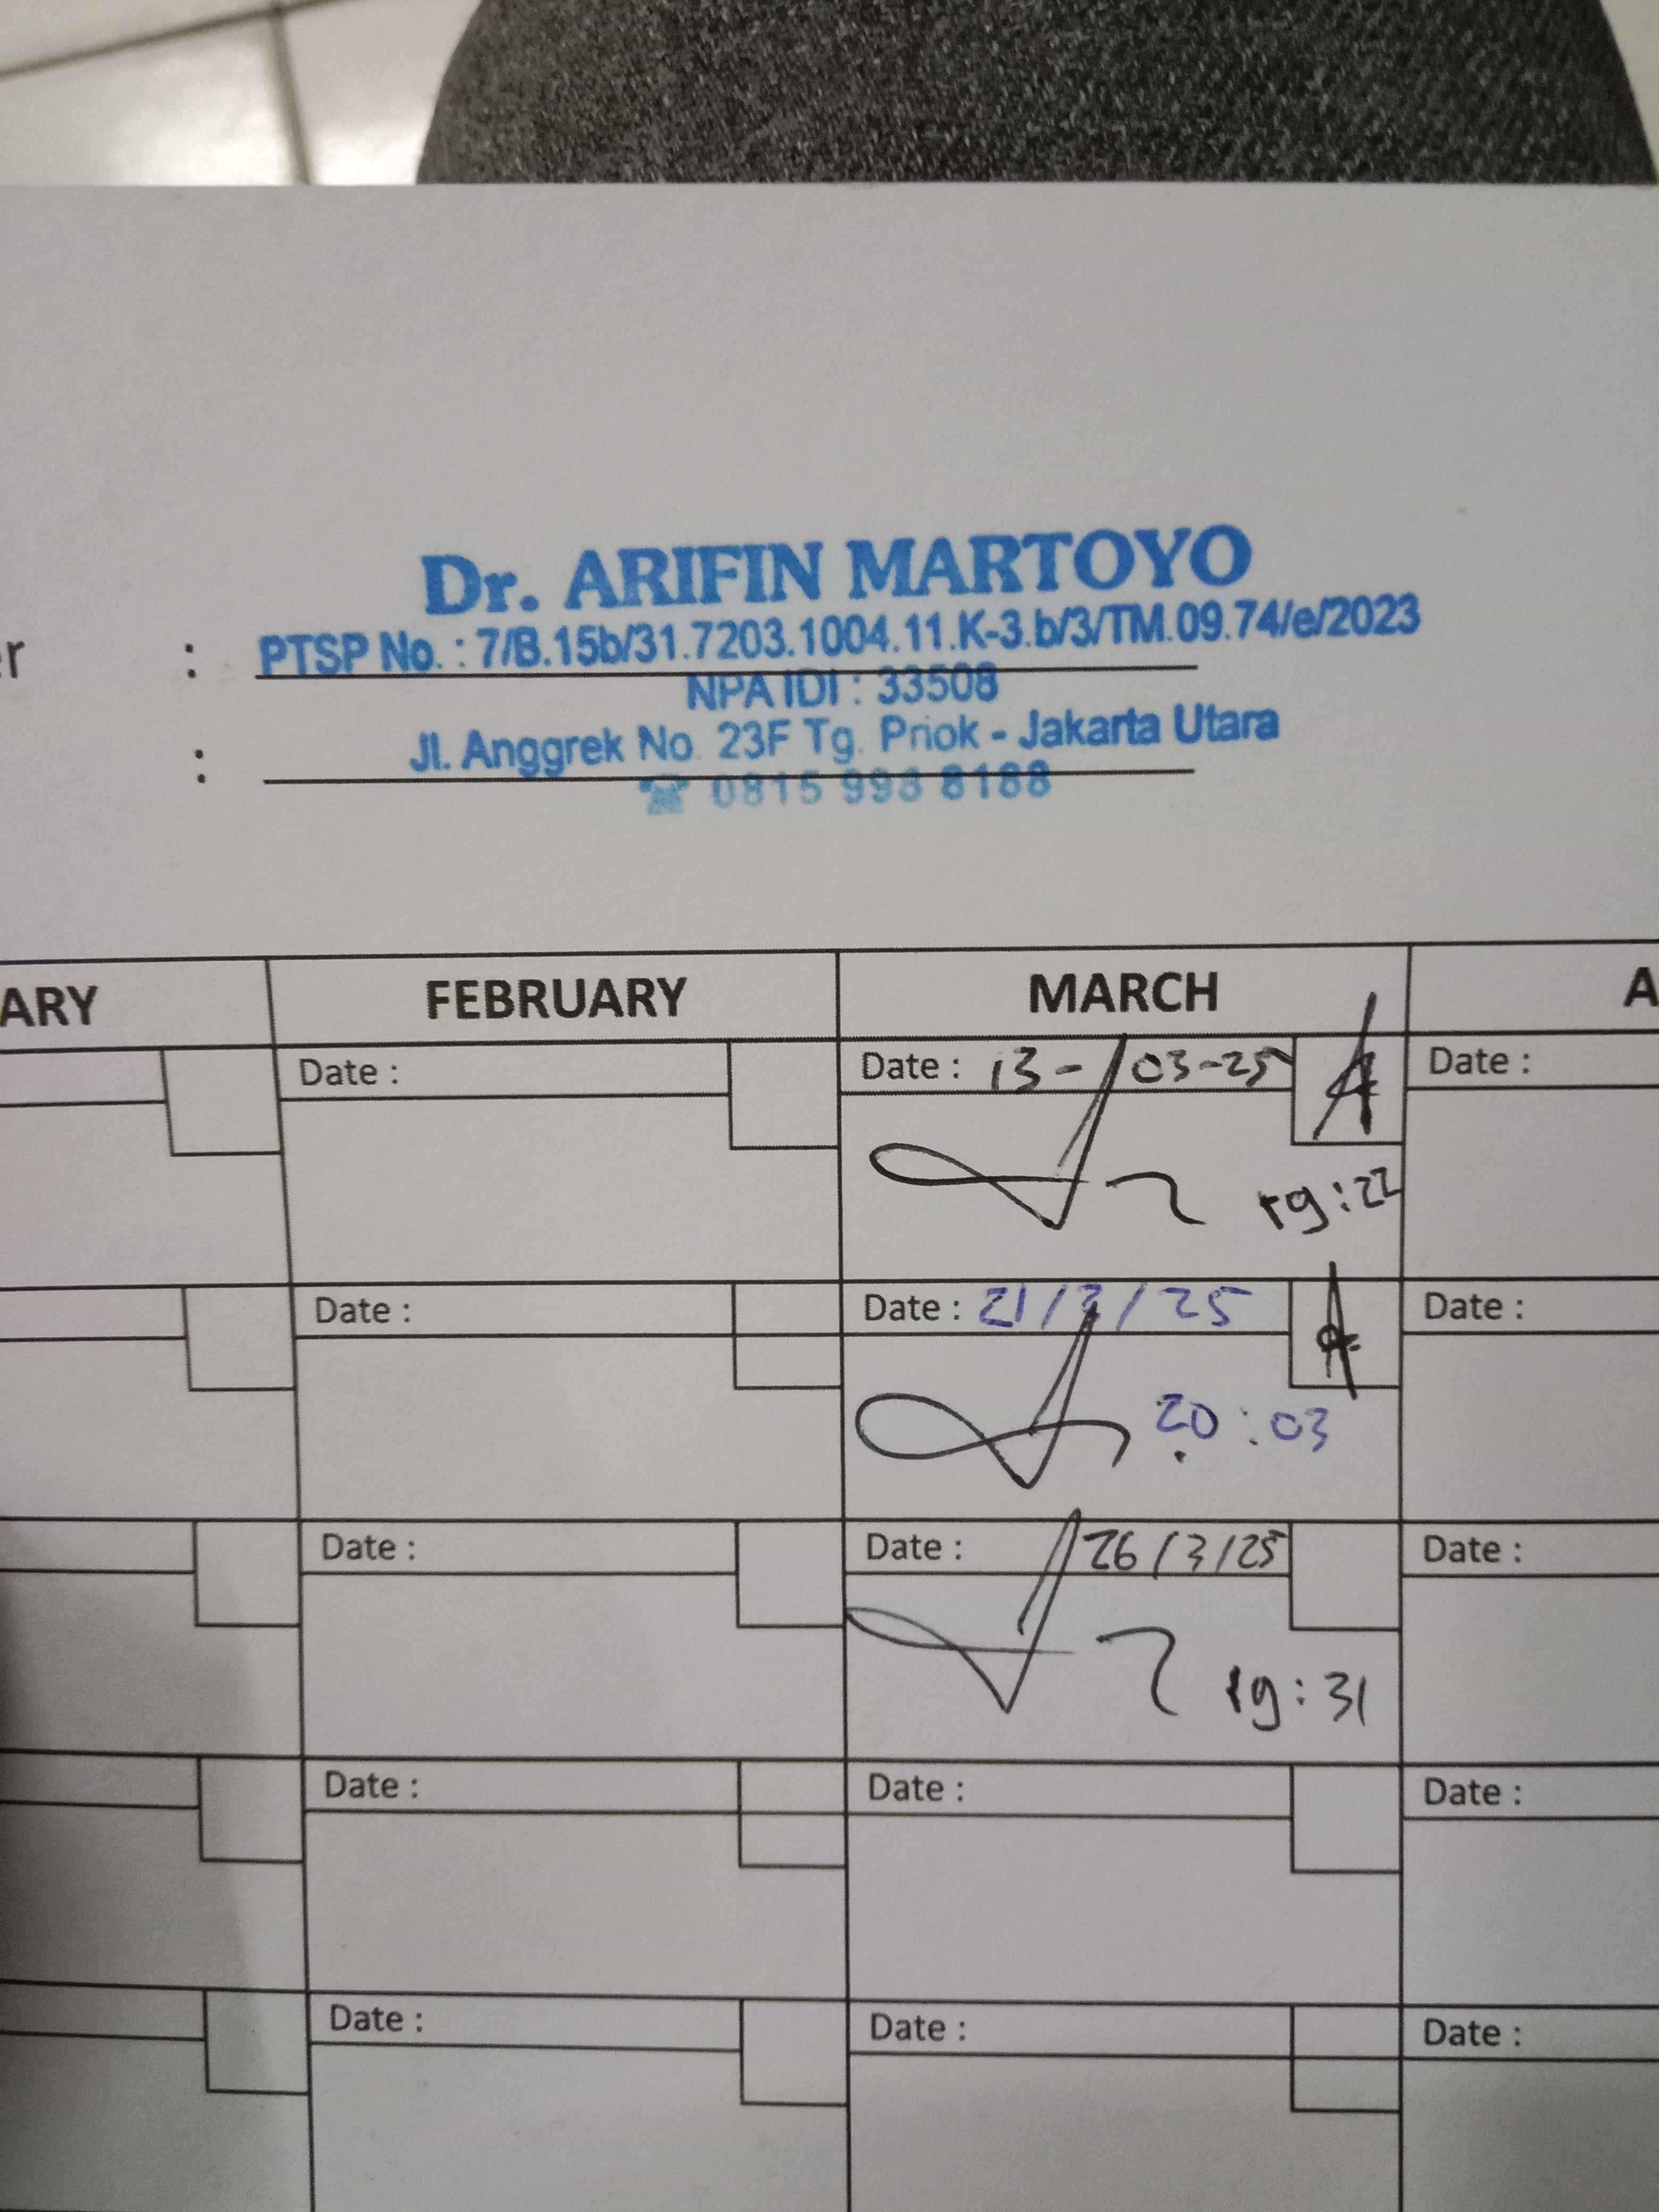 Dr. ARIFIN MARTOYO
r : PTSP No. : 7/B.15b/31.7203.1004.11.K-3.b/3/TM.09.74/e/2023
NPA IDI : 33508
: Jl. Anggrek No. 23F Tg. Priok - Jakarta Utara
0815 998 8188
ARY FEBRUARY MARCH A
Date : Date : 13-03-25 Date :
19:22
Date : Date : 21/3/25 Date :
20:03
Date : Date : 26/3/25 Date :
19:31
Date : Date : Date :
Date : Date : Date :